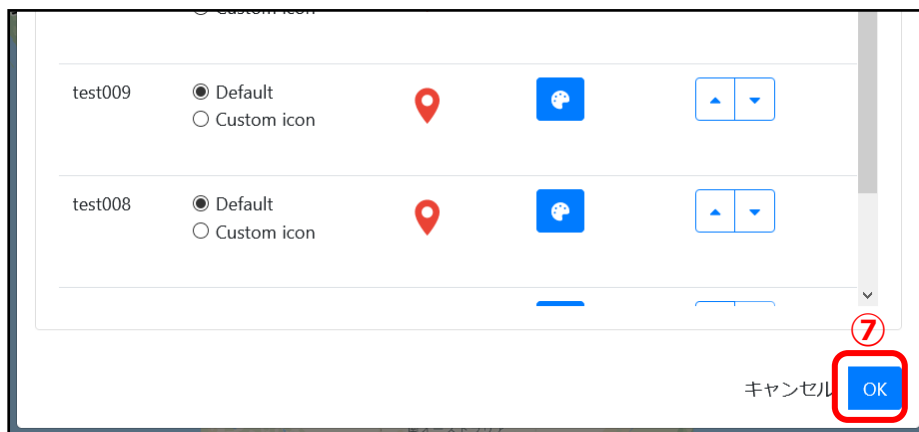 test009
Default
Custom icon
test008
Default
Custom icon
⑦
キャンセル
OK